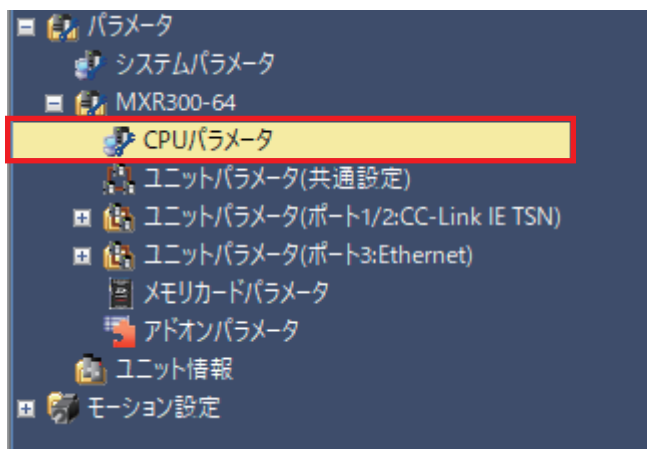 パラメータ
システムパラメータ
MXR300-64
CPUパラメータ
ユニットパラメータ(共通設定)
ユニットパラメータ(ポート1/2:CC-Link IE TSN)
ユニットパラメータ(ポート3:Ethernet)
メモリカードパラメータ
アドオンパラメータ
ユニット情報
モーション設定